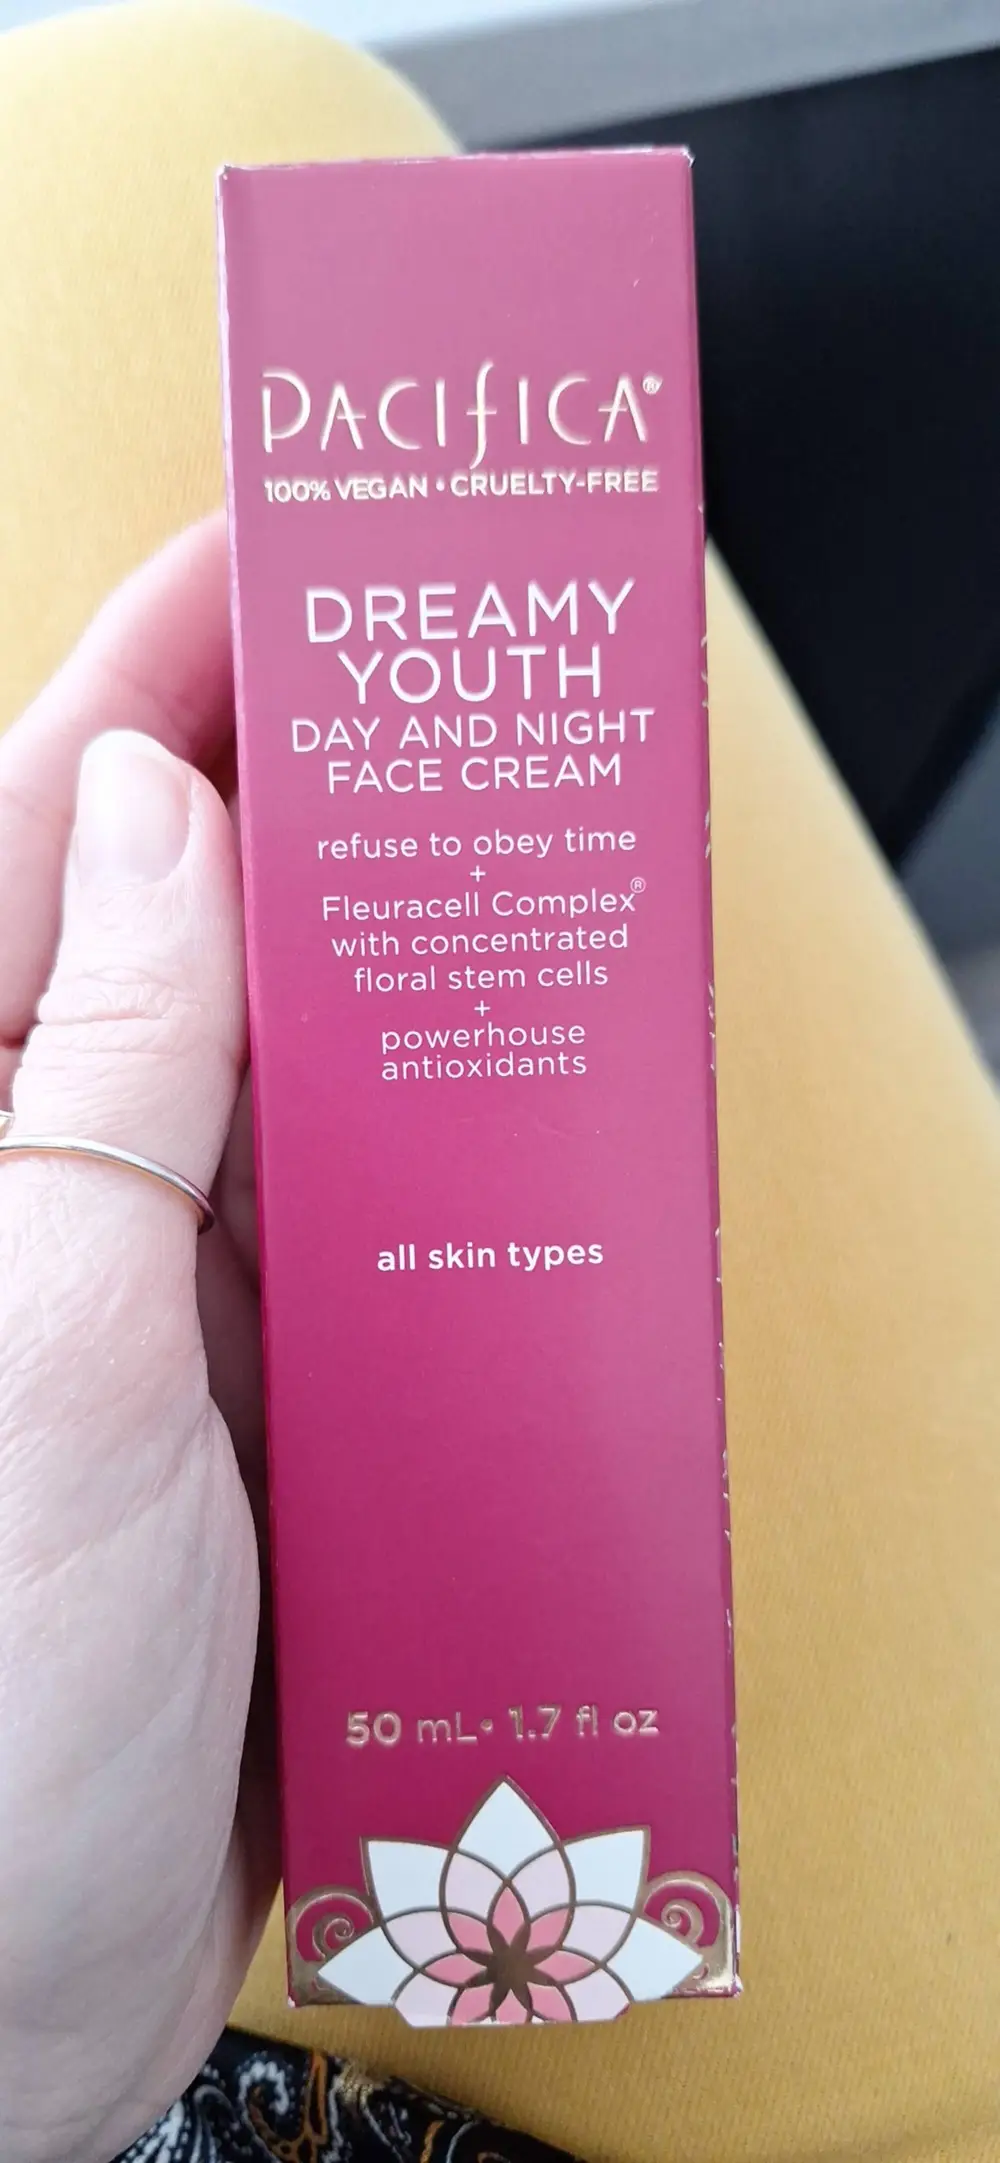 PACIFICA®
100% VEGAN • CRUELTY-FREE
DREAMY
YOUTH
DAY AND NIGHT
FACE CREAM
refuse to obey time
+
Fleuracell Complex®
with concentrated
floral stem cells
+
powerhouse
antioxidants
all skin types
50 mL • 1.7 fl oz